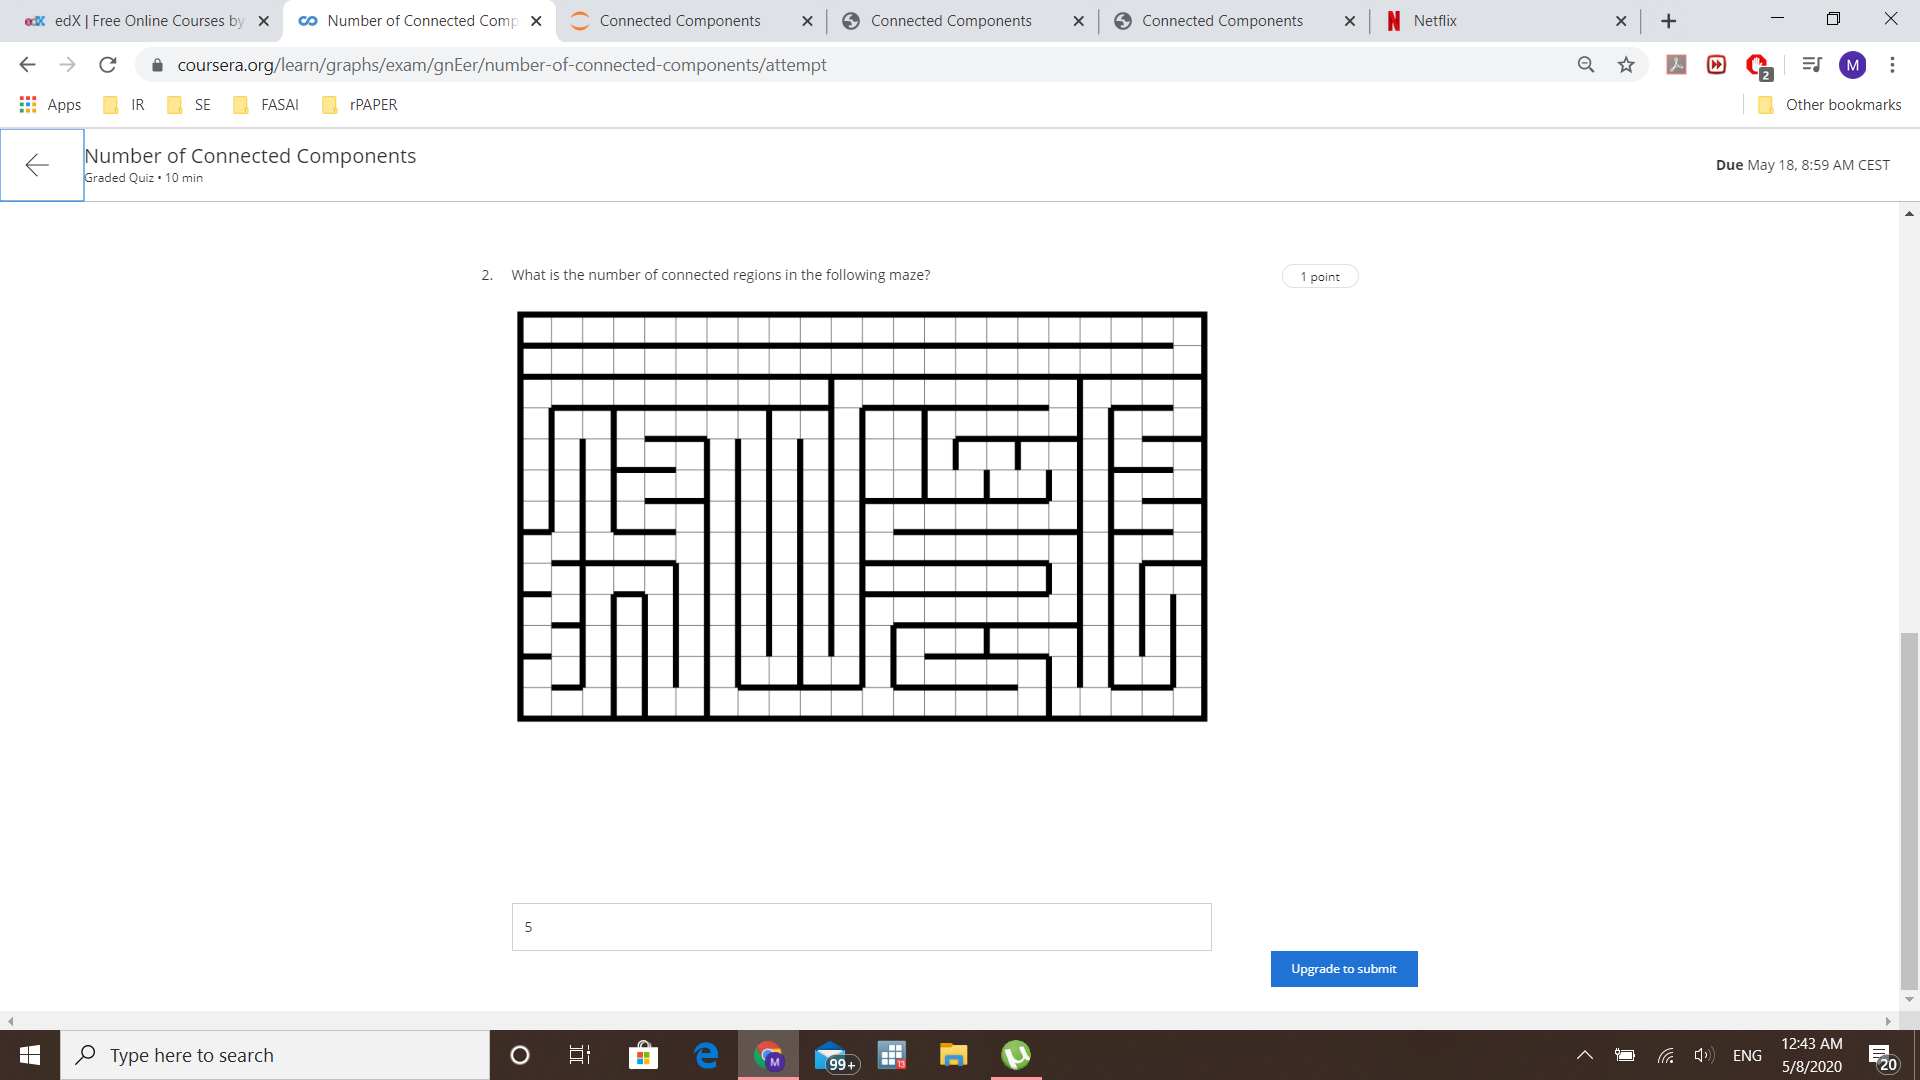 edX | Free Online Courses by
Number of Connected Comp
Connected Components
Connected Components
Connected Components
Netflix
coursera.org/learn/graphs/exam/gnEer/number-of-connected-components/attempt
2
M
Apps
IR
SE
FASAI
rPAPER
Other bookmarks
Number of Connected Components
Graded Quiz • 10 min
Due May 18, 8:59 AM CEST
2. What is the number of connected regions in the following maze?
1 point
5
Upgrade to submit
Type here to search
M
99+
13
ENG
12:43 AM
5/8/2020
20